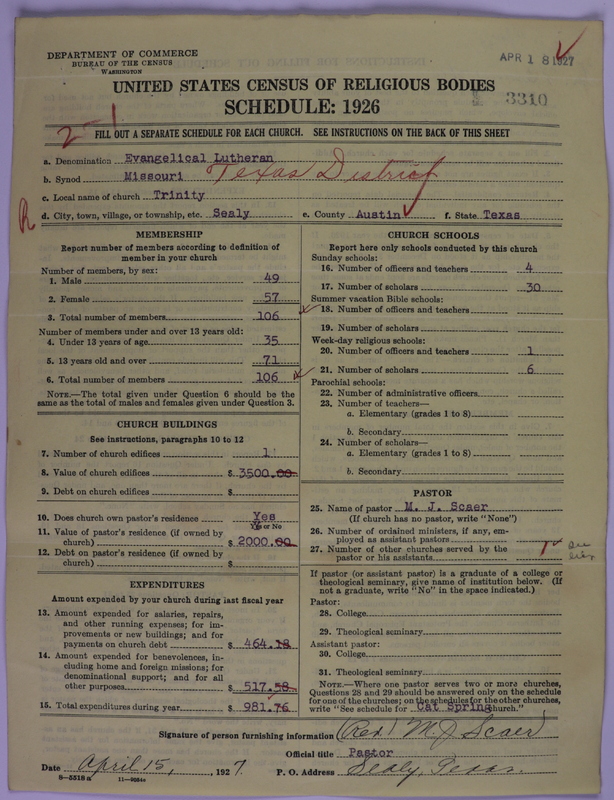 DEPARTMENT OF COMMERCE
BUREAU OF THE CENSUS
WASHINGTON
APR 18 1927
UNITED STATES CENSUS OF RELIGIOUS BODIES
SCHEDULE: 1926
3310
2-1
FILL OUT A SEPARATE SCHEDULE FOR EACH CHURCH. SEE INSTRUCTIONS ON THE BACK OF THIS SHEET
a. Denomination Evangelical Lutheran
b. Synod Missouri Texas District
c. Local name of church Trinity
R
d. City, town, village, or township, etc. Sealy e. County Austin f. State Texas
MEMBERSHIP
Report number of members according to definition of
member in your church
Number of members, by sex:
1. Male 49
2. Female 57
3. Total number of members 106
Number of members under and over 13 years old:
4. Under 13 years of age 35
5. 13 years old and over 71
6. Total number of members 106
NOTE.—The total given under Question 6 should be
same as the total of males and females given under Question 3.
CHURCH BUILDINGS
See instructions, paragraphs 10 to 12
7. Number of church edifices 1
8. Value of church edifices $ 3500.00
9. Debt on church edifices $
10. Does church own pastor's residence Yes
Yes or No
11. Value of pastor's residence (if owned by
church) $ 2000.00
12. Debt on pastor's residence (if owned by
church) $
EXPENDITURES
Amount expended by your church during last fiscal year
13. Amount expended for salaries, repairs,
and other running expenses; for im-
provements or new buildings; and for
payments on church debt $ 464.18
14. Amount expended for benevolences, in-
cluding home and foreign missions; for
denominational support; and for all
other purposes $ 517.58
15. Total expenditures during year $ 981.76
CHURCH SCHOOLS
Report here only schools conducted by this church
Sunday schools:
16. Number of officers and teachers 4
17. Number of scholars 30
Summer vacation Bible schools:
18. Number of officers and teachers
19. Number of scholars
Week-day religious schools:
20. Number of officers and teachers 1
21. Number of scholars 6
Parochial schools:
22. Number of administrative officers
23. Number of teachers—
a. Elementary (grades 1 to 8)
b. Secondary
24. Number of scholars—
a. Elementary (grades 1 to 8)
b. Secondary
PASTOR
25. Name of pastor M. J. Scaer
(If church has no pastor, write "None")
26. Number of ordained ministers, if any, em-
ployed as assistant pastors
27. Number of other churches served by the
pastor or his assistants 1
If pastor (or assistant pastor) is a graduate of a college or
theological seminary, give name of institution below. (If
not a graduate, write "No" in the space indicated.)
Pastor:
28. College
29. Theological seminary
Assistant pastor:
30. College
31. Theological seminary
NOTE.—Where one pastor serves two or more churches,
Questions 28 and 29 should be answered only on the schedule
for one of the churches; on the schedules for the other churches,
write "See schedule for Cat Spring church."
Signature of person furnishing information (Rev.) M J Scaer
Official title Pastor
Date April 15, , 1927. P. O. Address Sealy, Texas.
8-5518 a